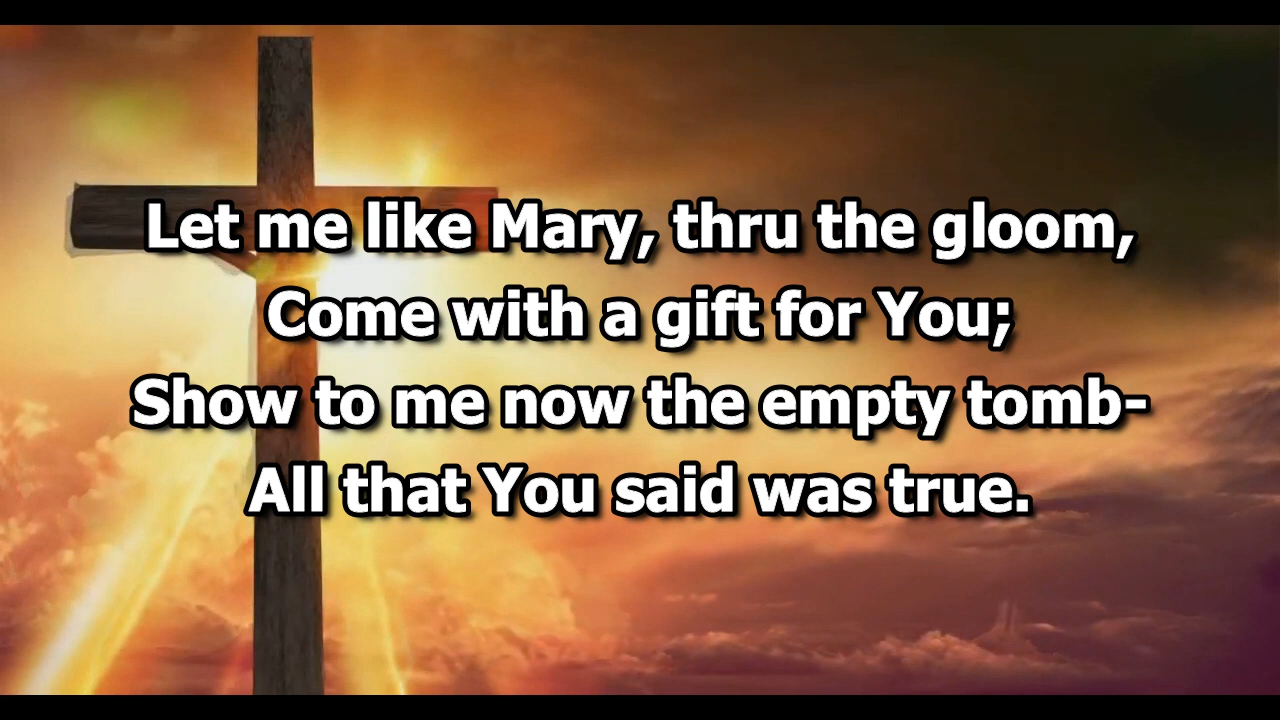 Let me like Mary, thru the gloom,
Come with a gift for You;
Show to me now the empty tomb-
All that You said was true.